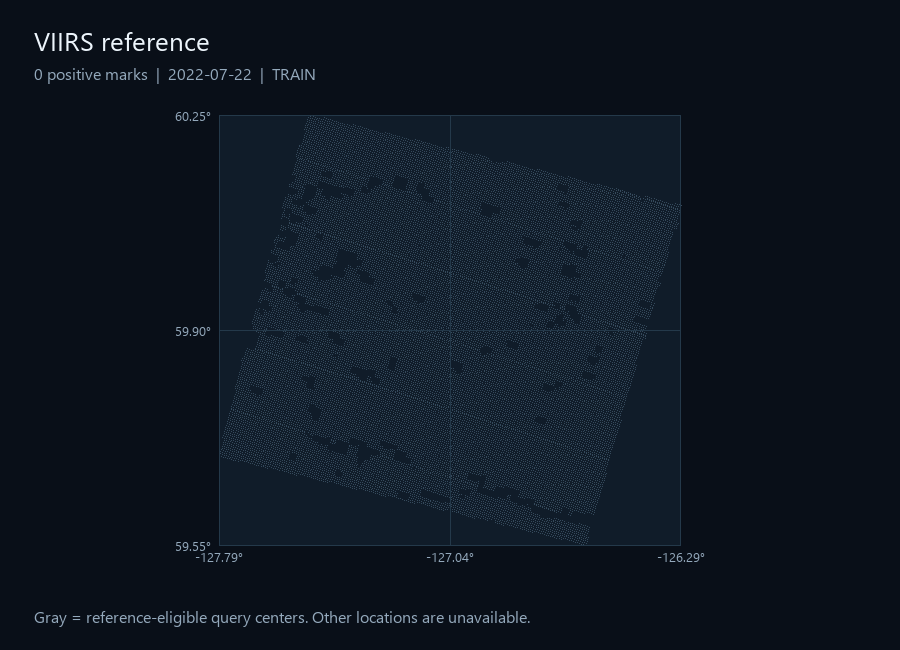 VIIRS reference
0 positive marks | 2022-07-22 | TRAIN
60.25°
59.90°
59.55°
-127.79°
-127.04°
-126.29°
Gray = reference-eligible query centers. Other locations are unavailable.